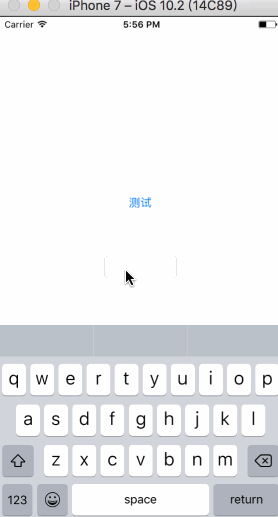 iPhone 7 – iOS 10.2 (14C89)
Carrier 5:56 PM
测试
q w e r t y u i o p
a s d f g h j k l
z x c v b n m
123 space return